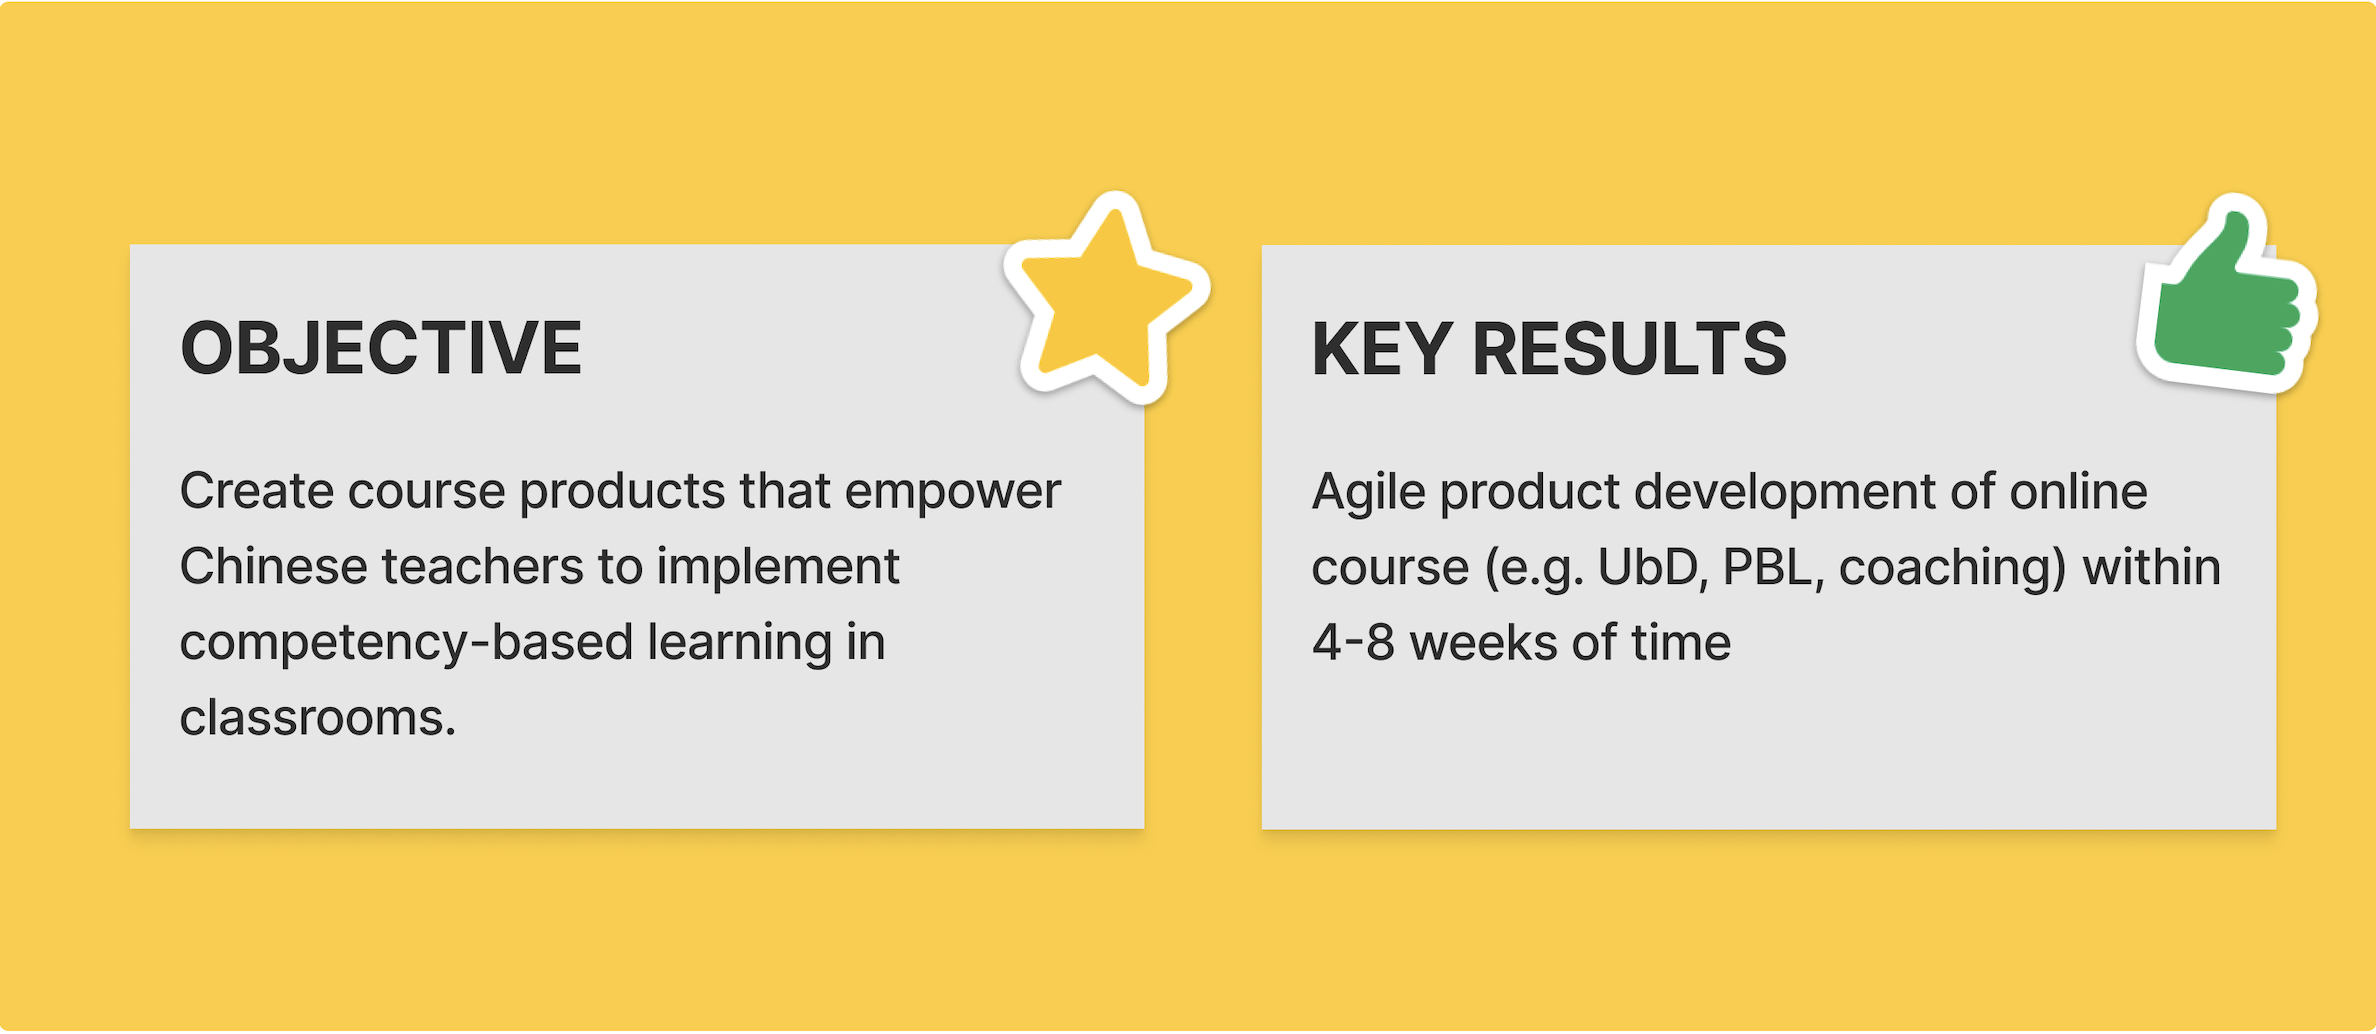 OBJECTIVE
Create course products that empower
Chinese teachers to implement
competency-based learning in
classrooms.
KEY RESULTS
Agile product development of online
course (e.g. UbD, PBL, coaching) within
4-8 weeks of time